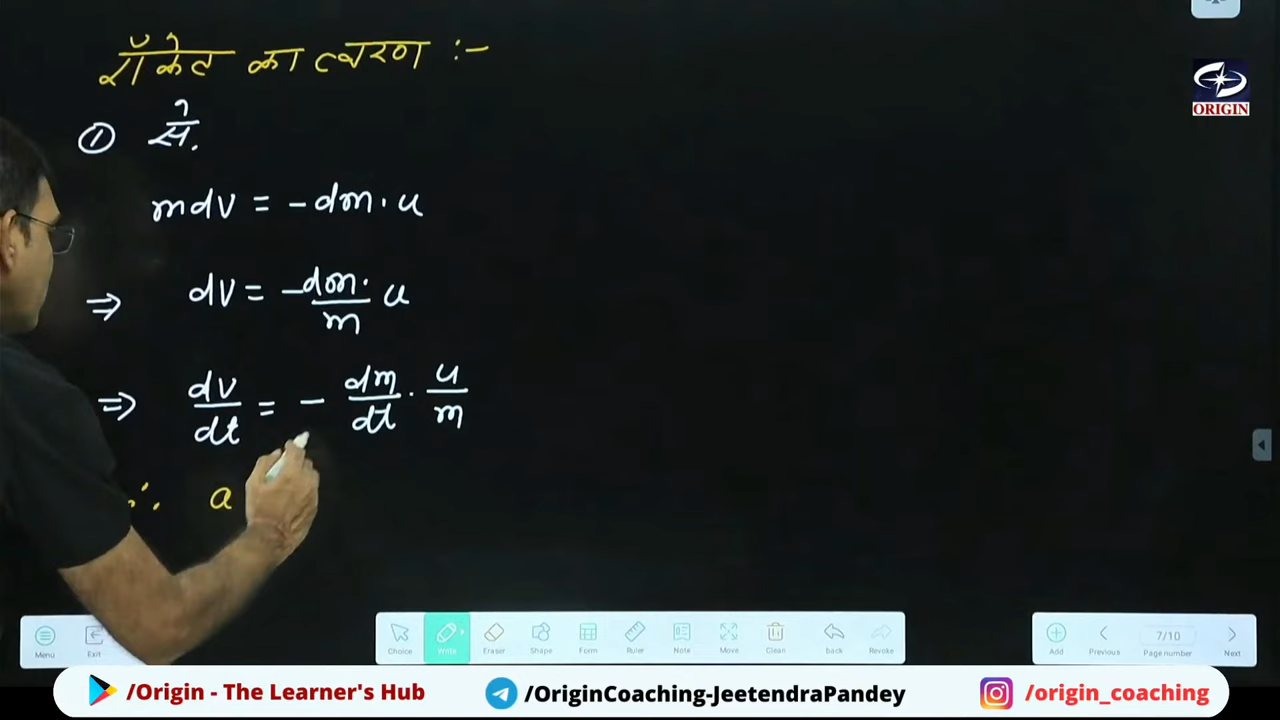 रॉकेट का त्वरण :-
① से.
mdv = -dm . u
⇒ dv = -dm. / m u
⇒ dv/dt = - dm/dt . u/m
∴ a
ORIGIN
Menu Exit Choice Write Eraser Shape Form Ruler Note Move Clean back Revoke Add Previous 7/10 Page number Next
/Origin - The Learner's Hub /OriginCoaching-JeetendraPandey /origin_coaching